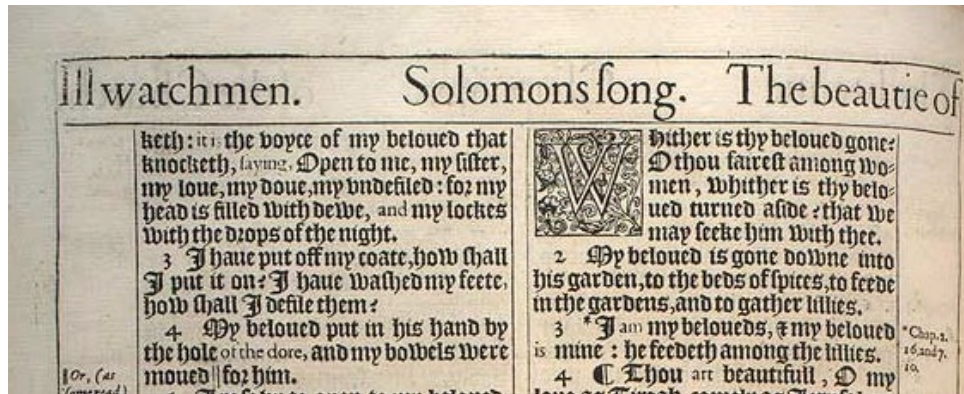 Ill watchmen. Solomons song. The beautie of
keth: it is the voyce of my beloued that
knocketh, saying, Open to me, my sister,
my loue, my doue, my vndefiled: for my
head is filled with dewe, and my lockes
with the drops of the night.
3 I haue put off my coate, how shall
I put it on? I haue washed my feete,
how shall I defile them?
4 My beloued put in his hand by
the hole of the dore, and my bowels were
moued || for him.
|| Or, (as
some read)
Whither is thy beloued gone?
O thou fairest among wo-
men, whither is thy belo-
ued turned aside? that we
may seeke him with thee.
2 My beloued is gone downe into
his garden, to the beds of spices, to feede
in the gardens, and to gather lillies.
3 * I am my beloueds, & my beloued
is mine: he feedeth among the lillies.
4 ¶ Thou art beautifull, O my
*Chap. 2.
16. and 7.
10.